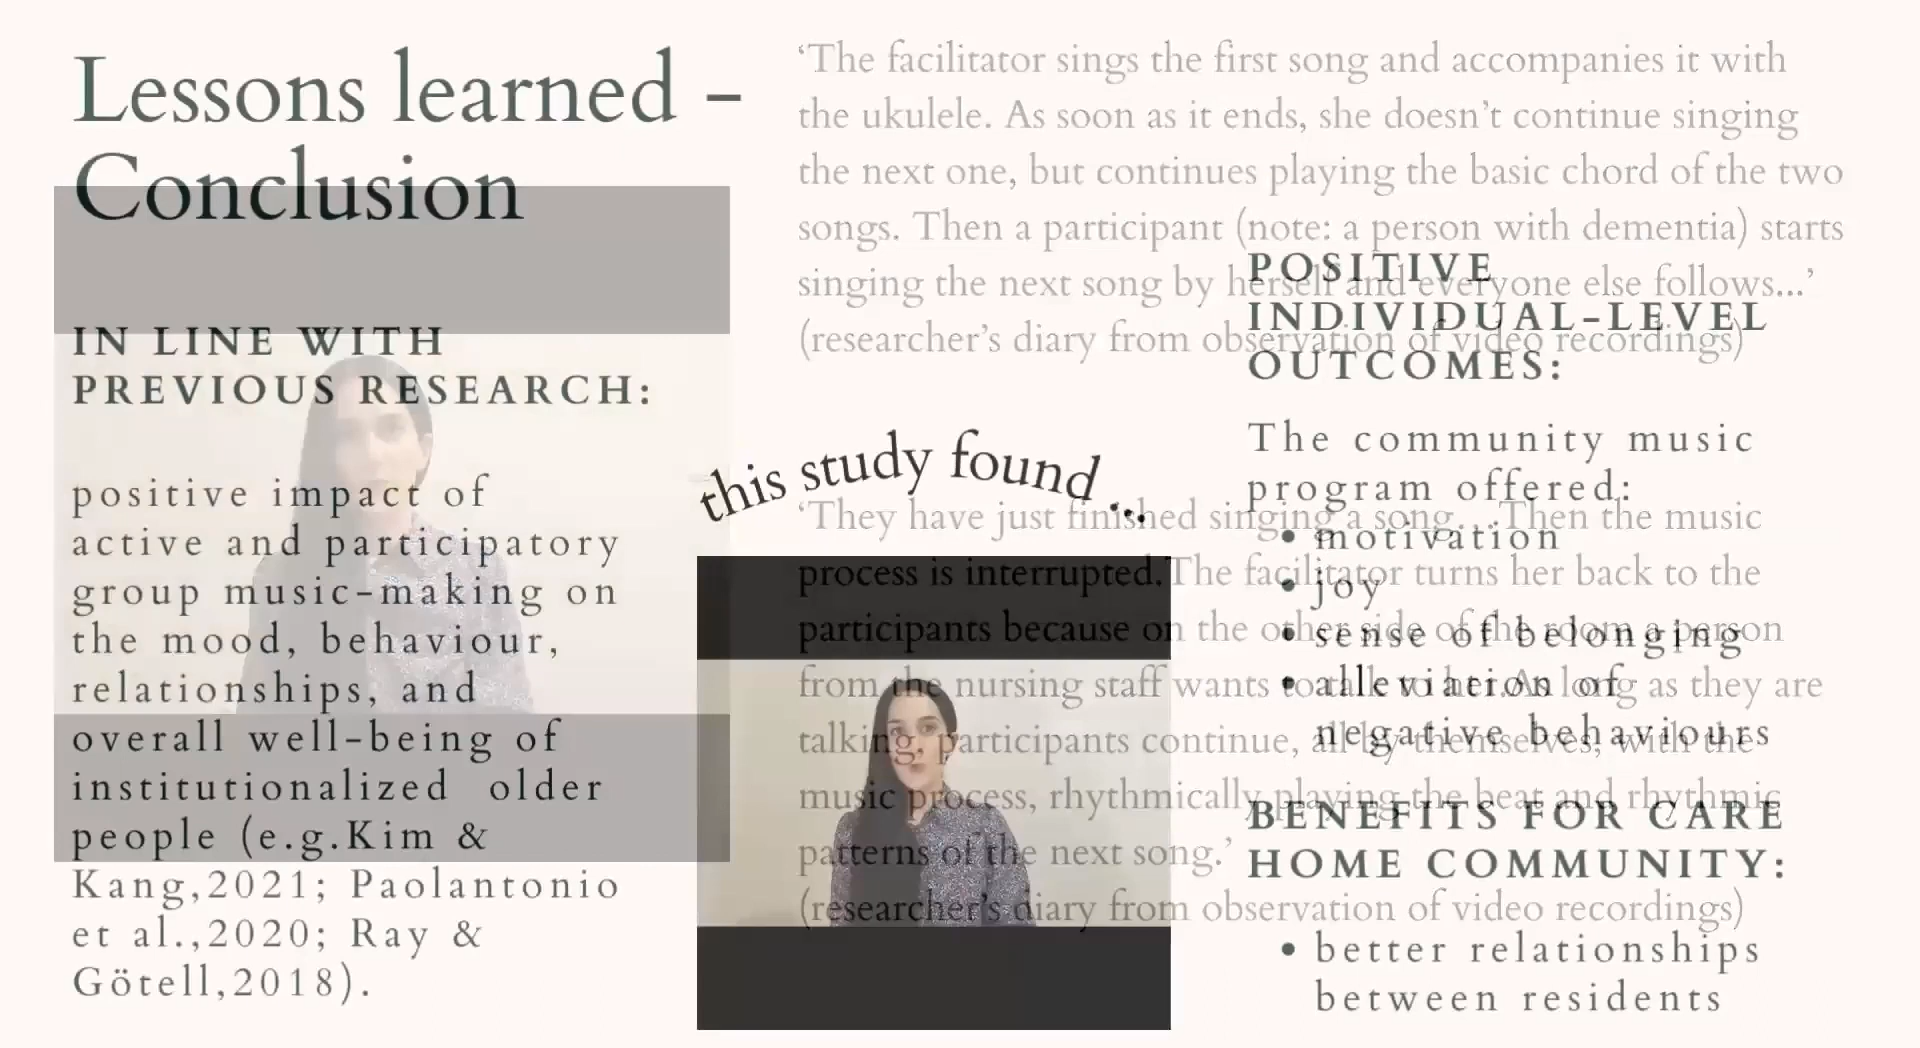 Lessons learned –
Conclusion
IN LINE WITH
PREVIOUS RESEARCH:
positive impact of
active and participatory
group music-making on
the mood, behaviour,
relationships, and
overall well-being of
institutionalized older
people (e.g.Kim &
Kang,2021; Paolantonio
et al.,2020; Ray &
Götell,2018).
this study found ...
POSITIVE
INDIVIDUAL-LEVEL
OUTCOMES:
The community music
program offered:
• motivation
• joy
• sense of belonging
• alleviation of
negative behaviours
BENEFITS FOR CARE
HOME COMMUNITY:
• better relationships
between residents
‘The facilitator sings the first song and accompanies it with
the ukulele. As soon as it ends, she doesn’t continue singing
the next one, but continues playing the basic chord of the two
songs. Then a participant (note: a person with dementia) starts
singing the next song by herself and everyone else follows...’
(researcher’s diary from observation of video recordings)
‘They have just finished singing a song... Then the music
process is interrupted. The facilitator turns her back to the
participants because on the other side of the room a person
from the nursing staff wants to talk to her. As long as they are
talking, participants continue, all by themselves, with the
music process, rhythmically playing the beat and rhythmic
patterns of the next song.’
(researcher’s diary from observation of video recordings)